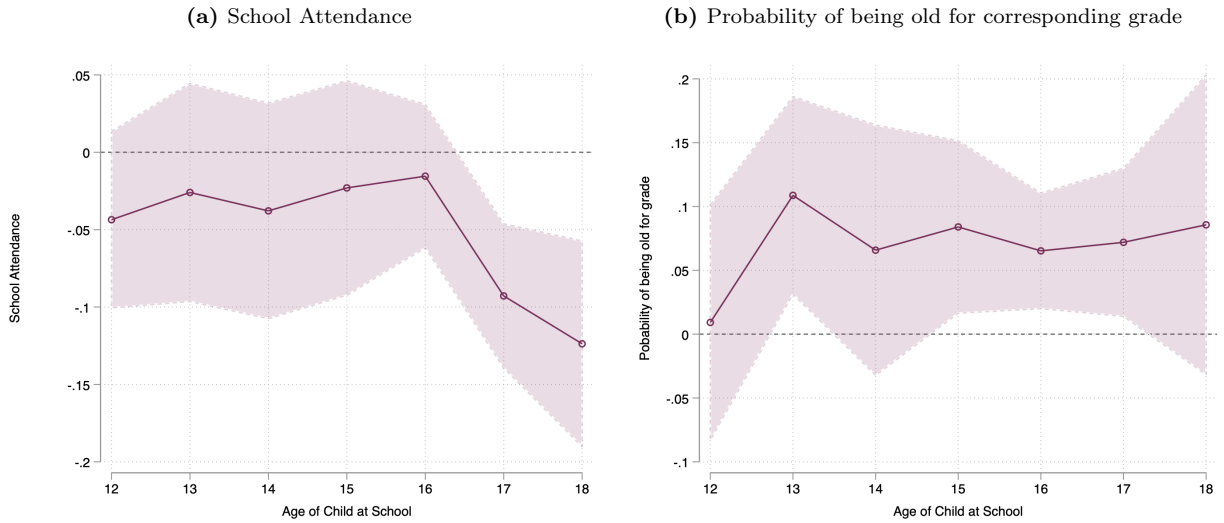 (a) School Attendance
.05
0
-.05
-.1
-.15
-.2
School Attendance
12 13 14 15 16 17 18
Age of Child at School
(b) Probability of being old for corresponding grade
.2
.15
.1
.05
0
-.05
-.1
Pobability of being old for grade
12 13 14 15 16 17 18
Age of Child at School